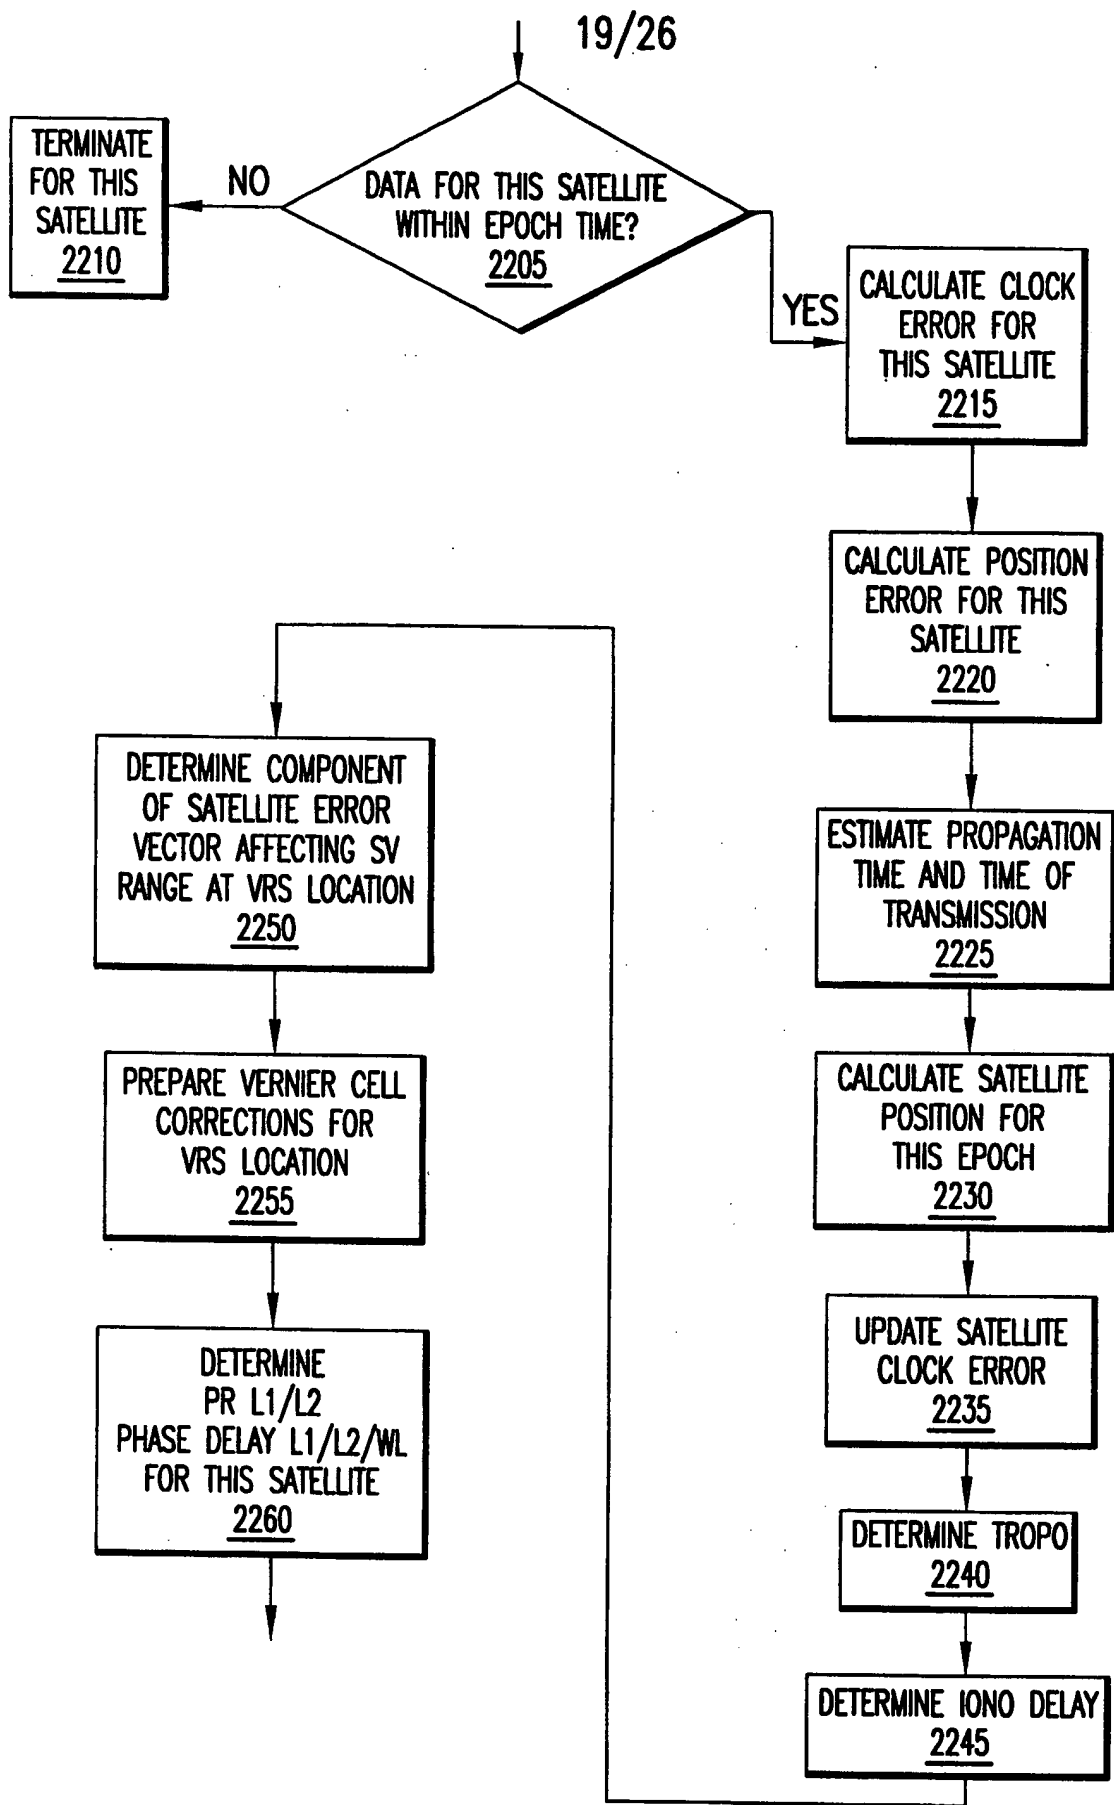 19/26
TERMINATE
FOR THIS
SATELLITE
2210
NO
DATA FOR THIS SATELLITE
WITHIN EPOCH TIME?
2205
YES
CALCULATE CLOCK
ERROR FOR
THIS SATELLITE
2215
CALCULATE POSITION
ERROR FOR THIS
SATELLITE
2220
ESTIMATE PROPAGATION
TIME AND TIME OF
TRANSMISSION
2225
CALCULATE SATELLITE
POSITION FOR
THIS EPOCH
2230
UPDATE SATELLITE
CLOCK ERROR
2235
DETERMINE TROPO
2240
DETERMINE IONO DELAY
2245
DETERMINE COMPONENT
OF SATELLITE ERROR
VECTOR AFFECTING SV
RANGE AT VRS LOCATION
2250
PREPARE VERNIER CELL
CORRECTIONS FOR
VRS LOCATION
2255
DETERMINE
PR L1/L2
PHASE DELAY L1/L2/WL
FOR THIS SATELLITE
2260